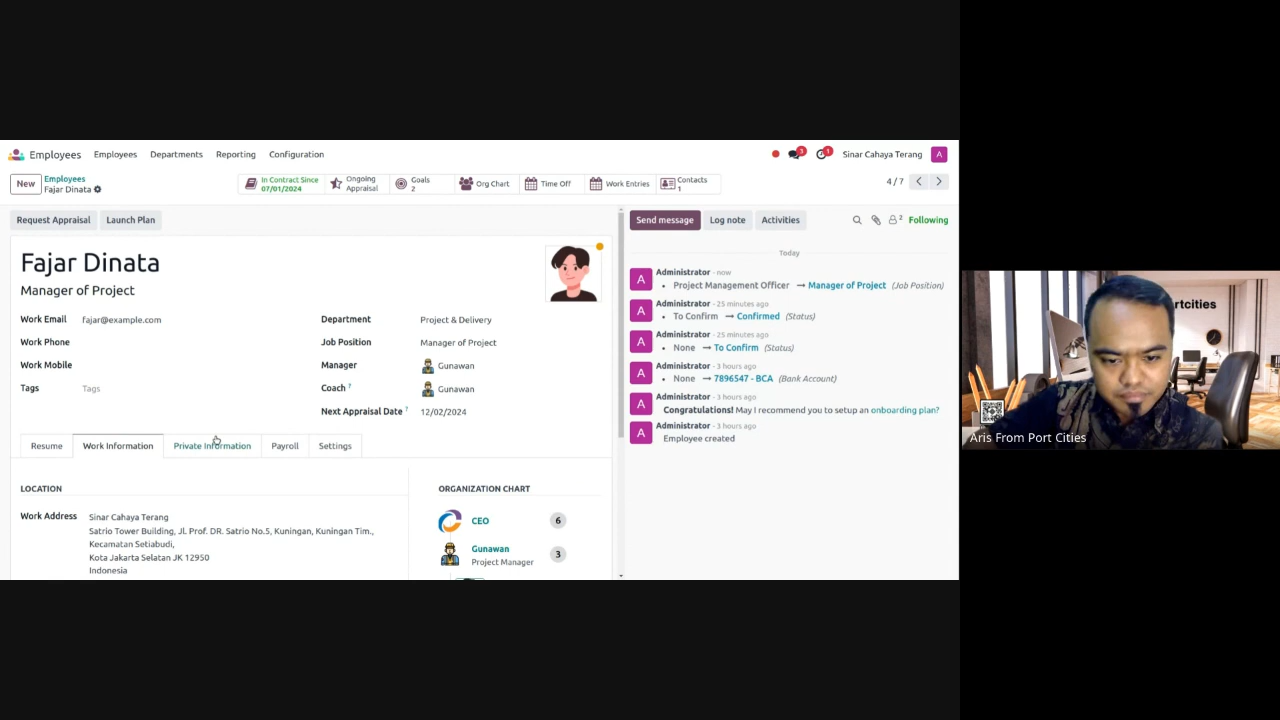 Employees Employees Departments Reporting Configuration 3 1 Sinar Cahaya Terang A
New Employees Fajar Dinata
In Contract Since 07/01/2024
Ongoing Appraisal
Goals 2
Org Chart
Time Off
Work Entries
Contacts 1
4 / 7
Request Appraisal Launch Plan
Send message Log note Activities 2 Following
Fajar Dinata
Manager of Project
Work Email fajar@example.com
Work Phone
Work Mobile
Tags Tags
Department Project & Delivery
Job Position Manager of Project
Manager Gunawan
Coach ? Gunawan
Next Appraisal Date ? 12/02/2024
Resume Work Information Private Information Payroll Settings
LOCATION
Work Address Sinar Cahaya Terang
Satrio Tower Building, Jl. Prof. DR. Satrio No.5, Kuningan, Kuningan Tim.,
Kecamatan Setiabudi,
Kota Jakarta Selatan JK 12950
Indonesia
ORGANIZATION CHART
CEO 6
Gunawan 3
Project Manager
Today
A Administrator - now
• Project Management Officer → Manager of Project (Job Position)
A Administrator - 25 minutes ago
• To Confirm → Confirmed (Status)
A Administrator - 25 minutes ago
• None → To Confirm (Status)
A Administrator - 3 hours ago
• None → 7896547 - BCA (Bank Account)
A Administrator - 3 hours ago
Congratulations! May I recommend you to setup an onboarding plan?
A Administrator - 3 hours ago
Employee created
rtcities
Aris From Port Cities